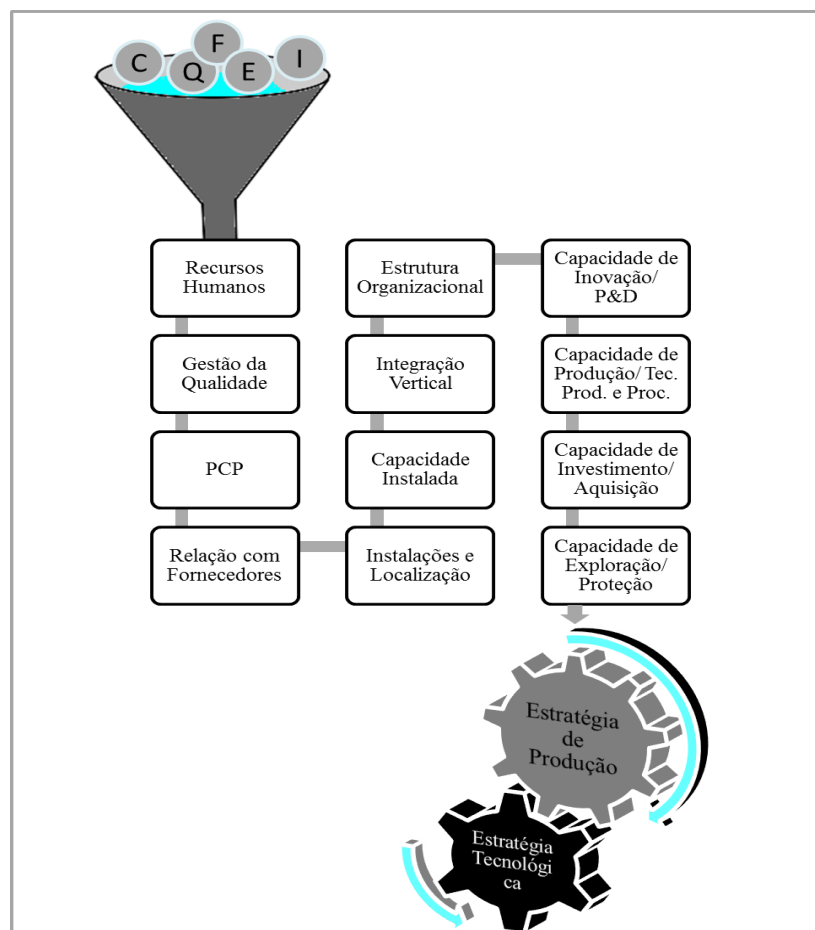 C
Q
F
E
I
Recursos
Humanos
Gestão da
Qualidade
PCP
Relação com
Fornecedores
Instalações e
Localização
Capacidade
Instalada
Integração
Vertical
Estrutura
Organizacional
Capacidade de
Inovação/
P&D
Capacidade de
Produção/ Tec.
Prod. e Proc.
Capacidade de
Investimento/
Aquisição
Capacidade de
Exploração/
Proteção
Estratégia
de
Produção
Estratégia
Tecnológi
ca